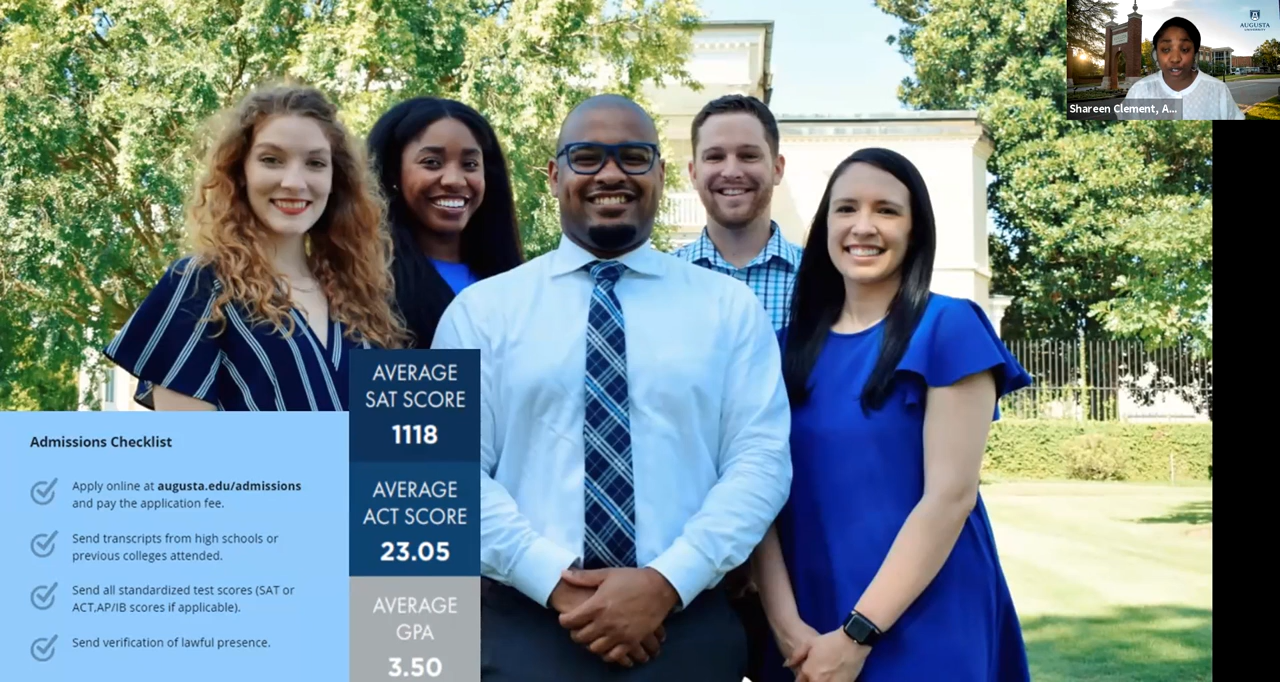 AUGUSTA
UNIVERSITY
Shareen Clement, A...
AVERAGE
SAT SCORE
1118
AVERAGE
ACT SCORE
23.05
AVERAGE
GPA
3.50
Admissions Checklist
Apply online at augusta.edu/admissions
and pay the application fee.
Send transcripts from high schools or
previous colleges attended.
Send all standardized test scores (SAT or
ACT,AP/IB scores if applicable).
Send verification of lawful presence.